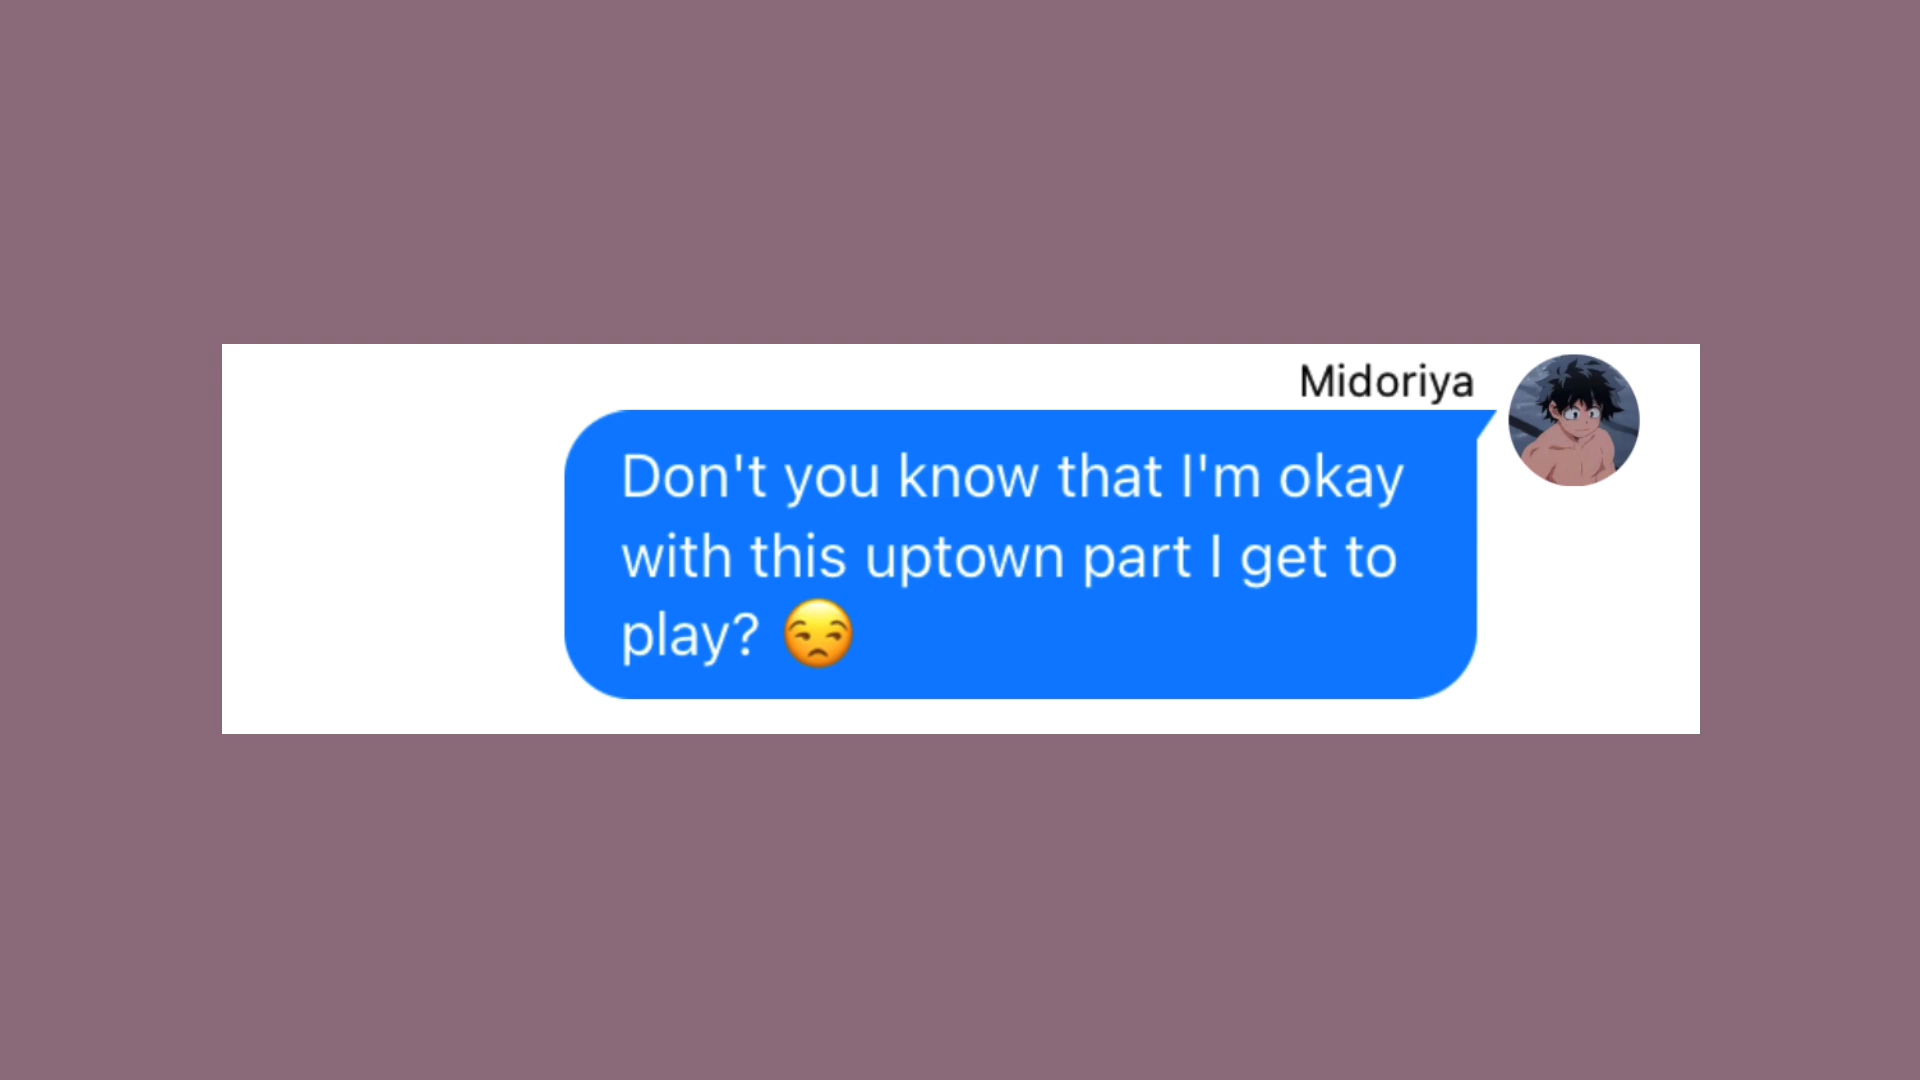 Midoriya
Don't you know that I'm okay
with this uptown part I get to
play? 😒